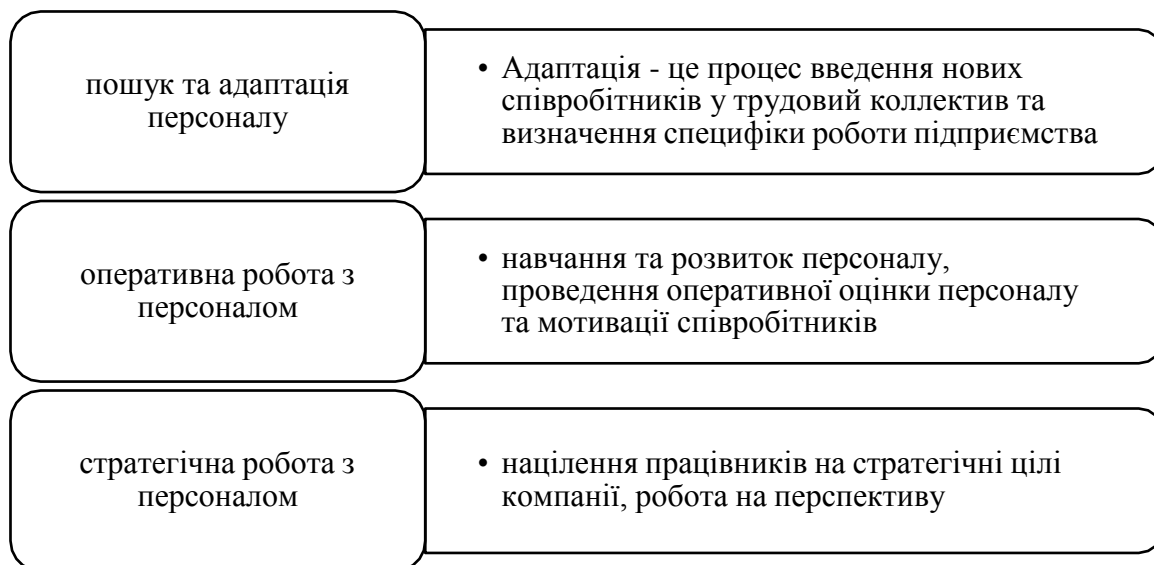 пошук та адаптація
персоналу
• Адаптація - це процес введення нових
співробітників у трудовий коллектив та
визначення специфіки роботи підприємства
оперативна робота з
персоналом
• навчання та розвиток персоналу,
проведення оперативної оцінки персоналу
та мотивації співробітників
стратегічна робота з
персоналом
• націлення працівників на стратегічні цілі
компанії, робота на перспективу